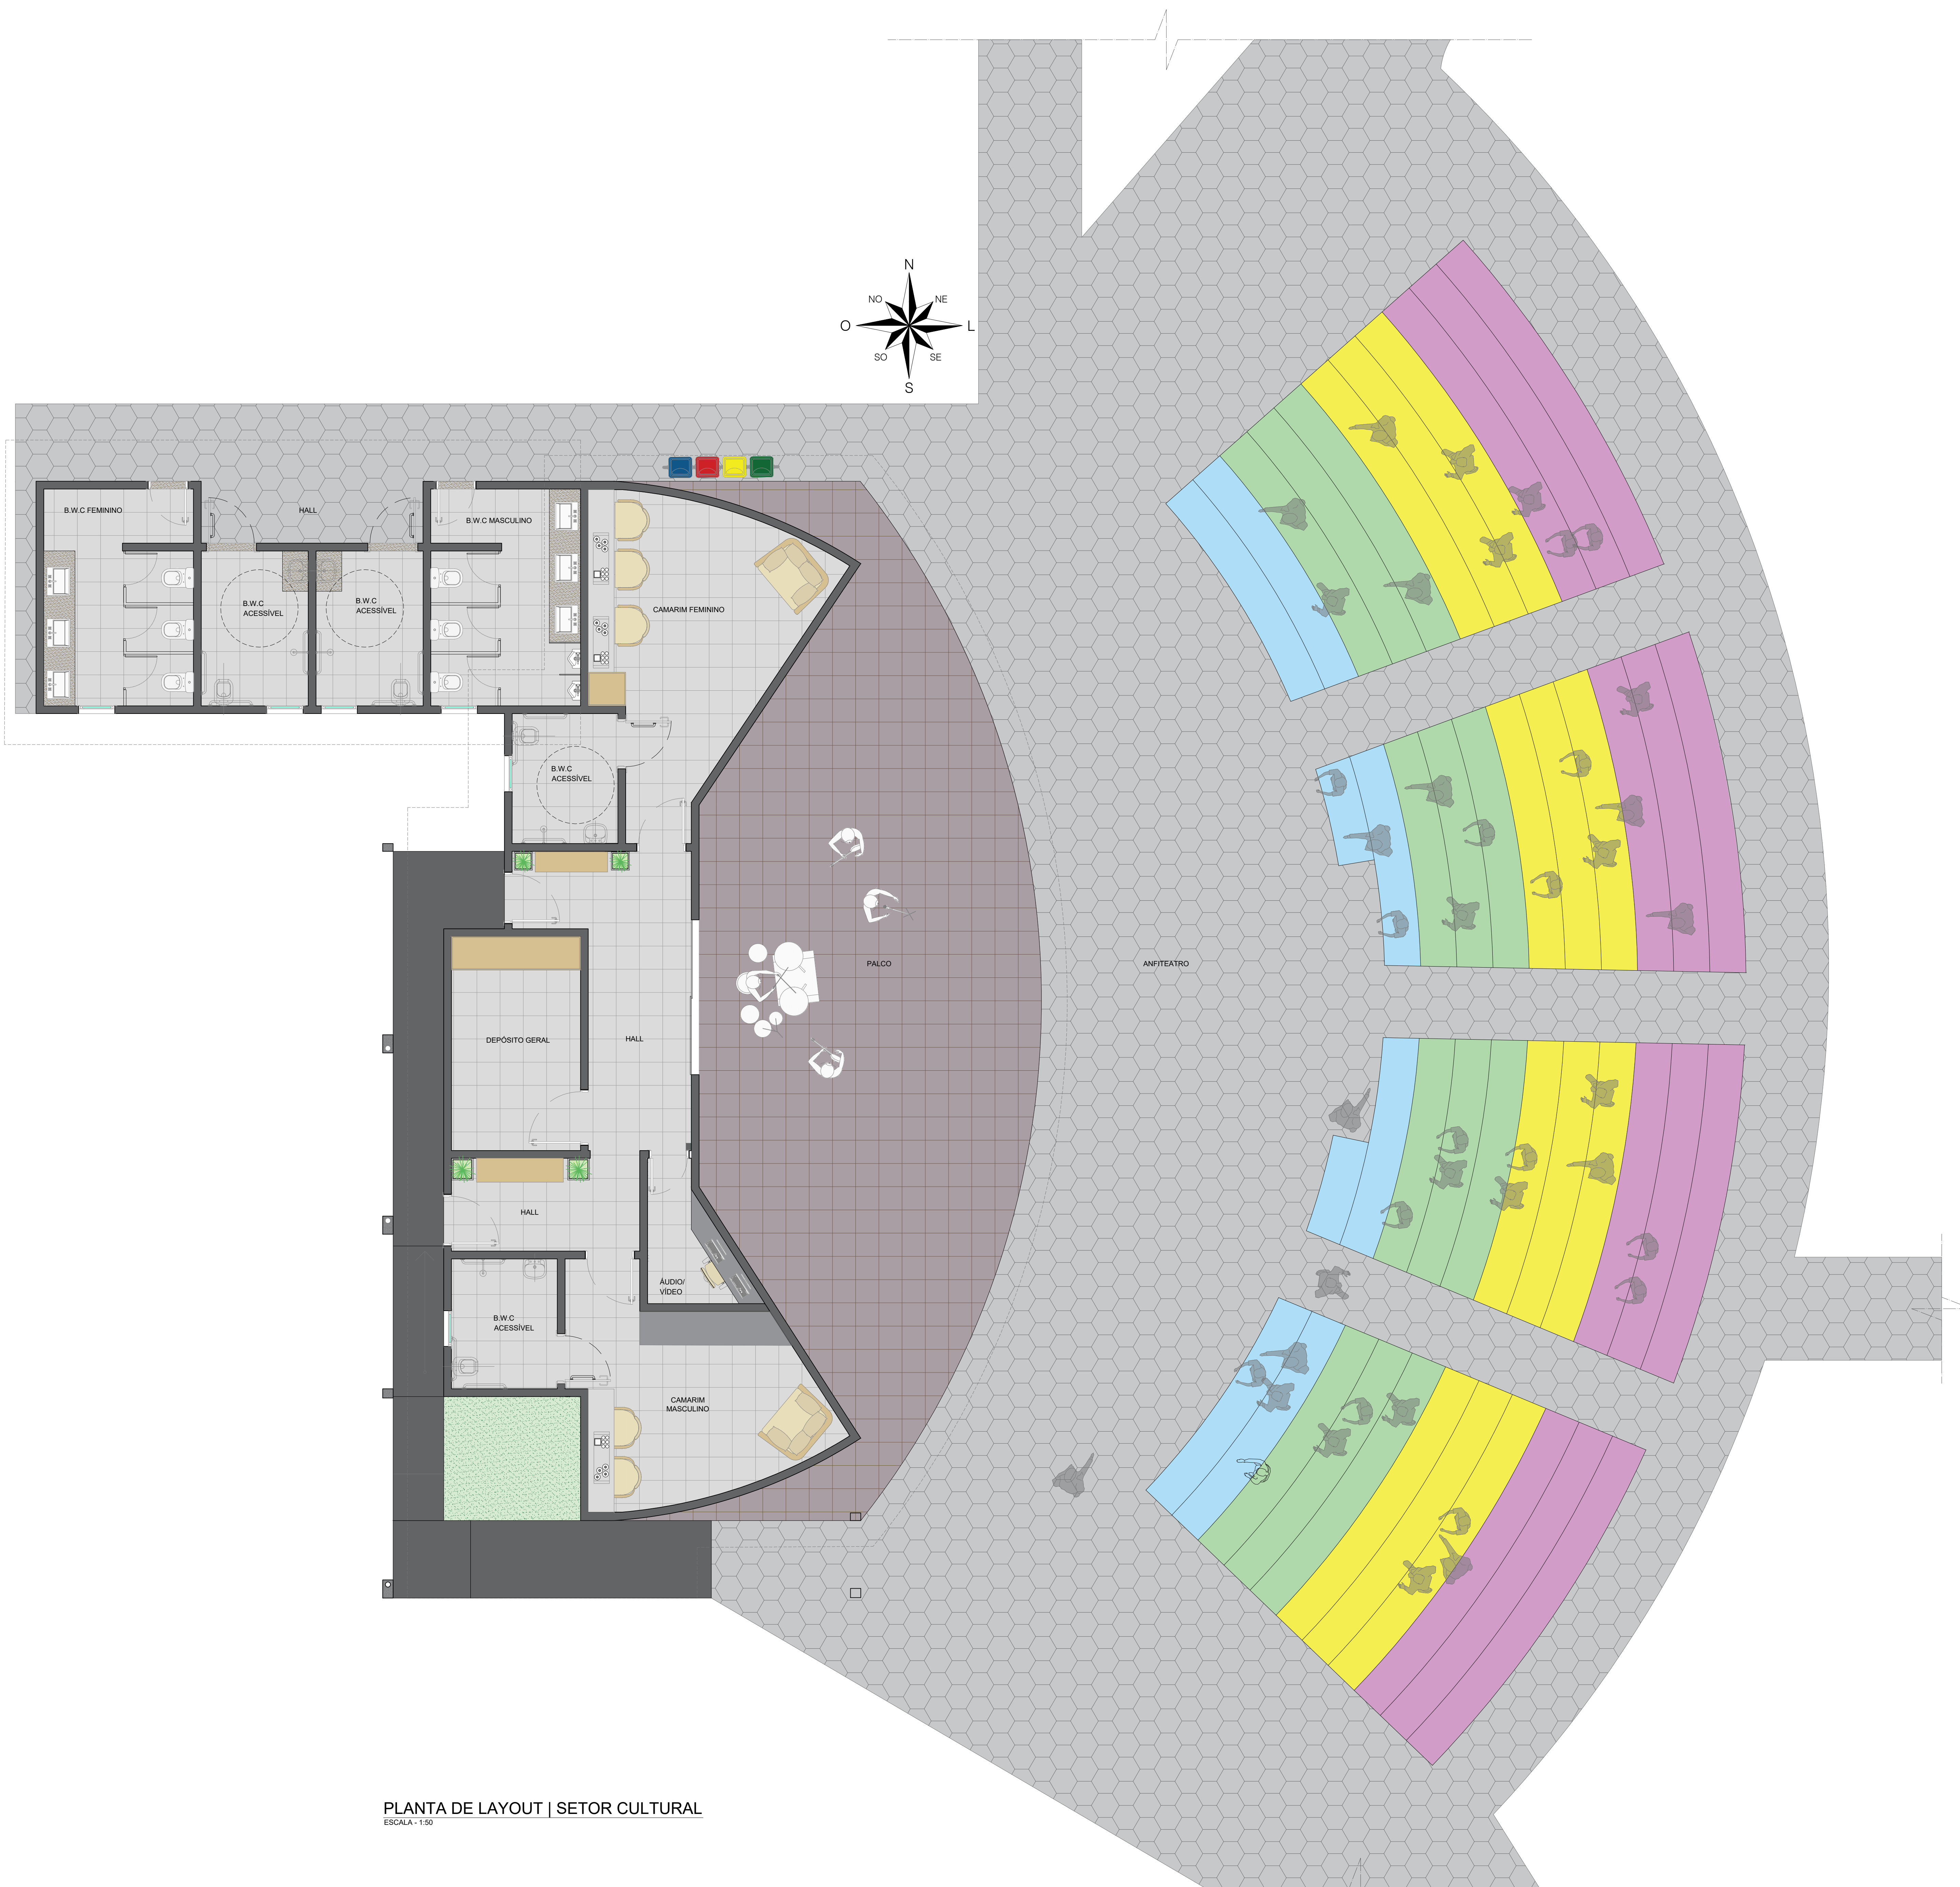 N
NO
NE
O
L
SO
SE
S
B.W.C FEMININO
HALL
B.W.C MASCULINO
B.W.C
ACESSÍVEL
B.W.C
ACESSÍVEL
CAMARIM FEMININO
B.W.C
ACESSÍVEL
PALCO
ANFITEATRO
DEPÓSITO GERAL
HALL
HALL
ÁUDIO/
VÍDEO
B.W.C
ACESSÍVEL
CAMARIM
MASCULINO
PLANTA DE LAYOUT | SETOR CULTURAL
ESCALA - 1:50